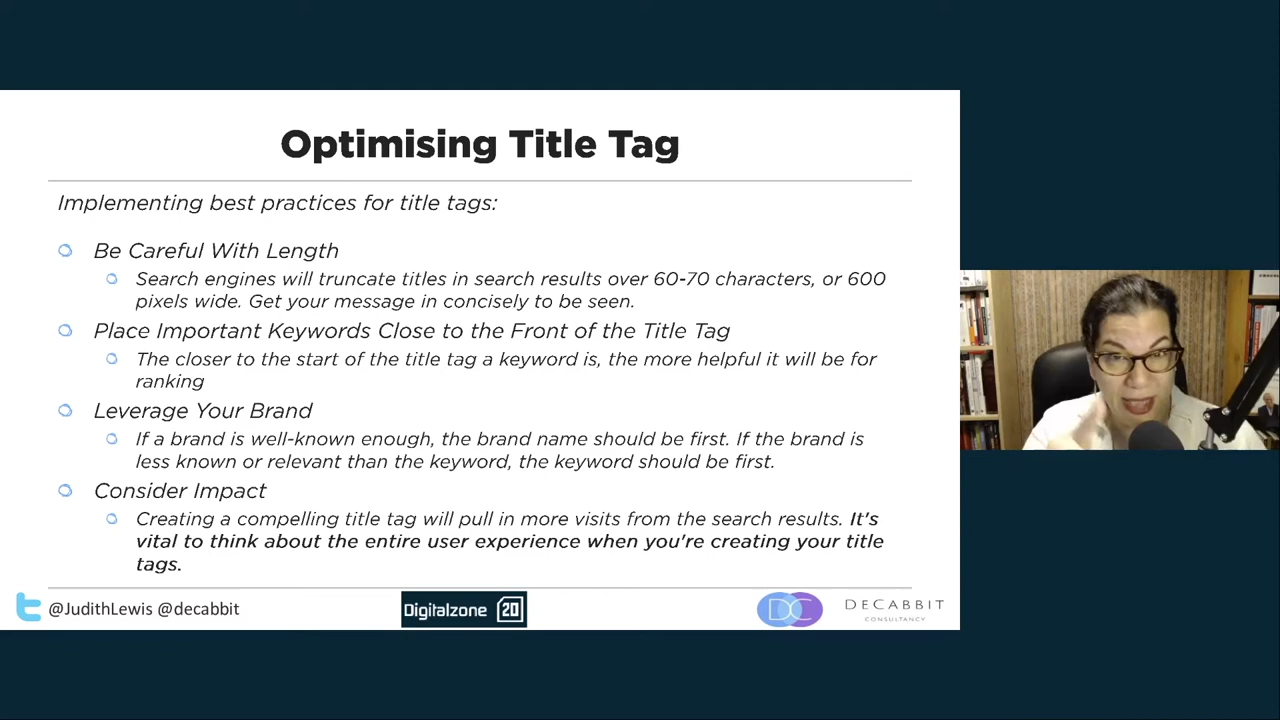 Optimising Title Tag
Implementing best practices for title tags:
Be Careful With Length
Search engines will truncate titles in search results over 60-70 characters, or 600
pixels wide. Get your message in concisely to be seen.
Place Important Keywords Close to the Front of the Title Tag
The closer to the start of the title tag a keyword is, the more helpful it will be for
ranking
Leverage Your Brand
If a brand is well-known enough, the brand name should be first. If the brand is
less known or relevant than the keyword, the keyword should be first.
Consider Impact
Creating a compelling title tag will pull in more visits from the search results. It's
vital to think about the entire user experience when you're creating your title
tags.
@JudithLewis @decabbit
Digitalzone 20
DC
DECABBIT
CONSULTANCY